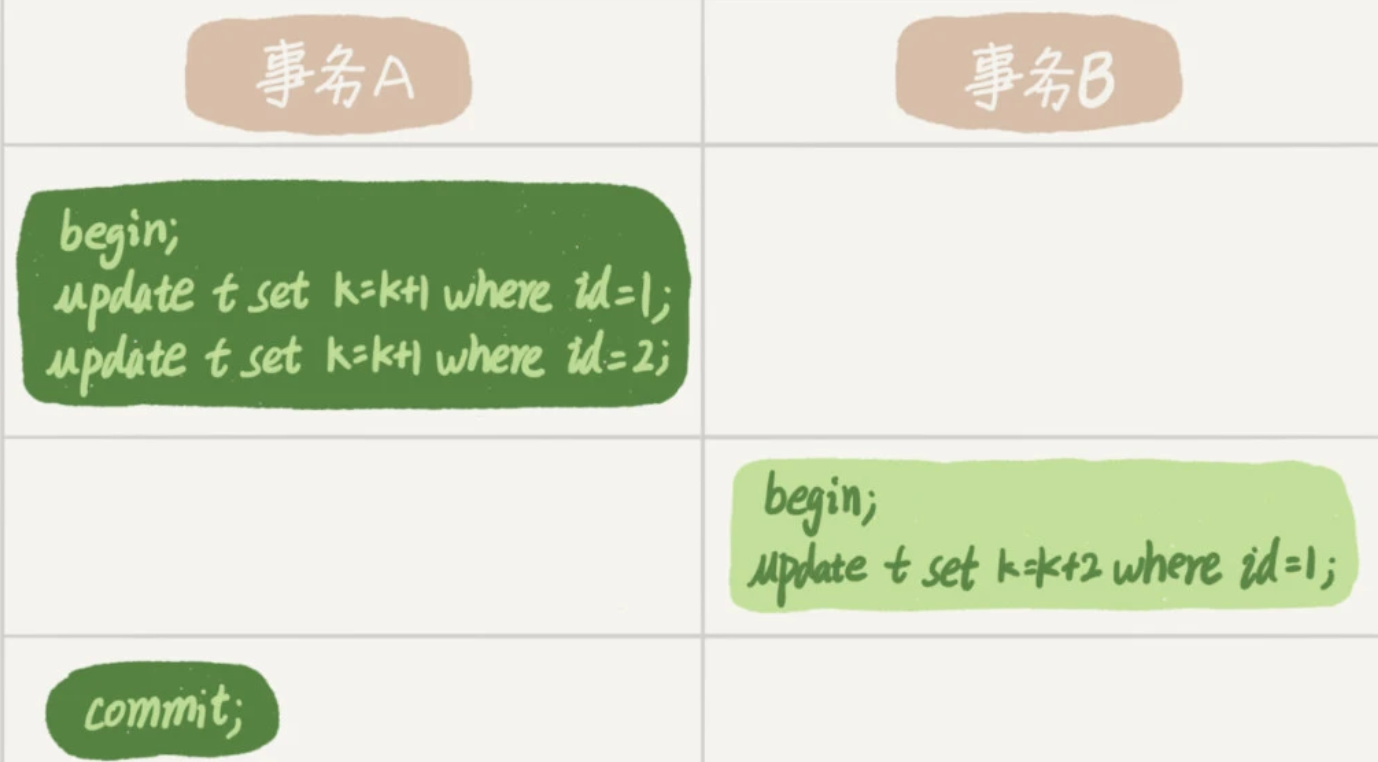 事务A
事务B
begin;
update t set k=k+1 where id=1;
update t set k=k+1 where id=2;
begin;
update t set k=k+2 where id=1;
commit;